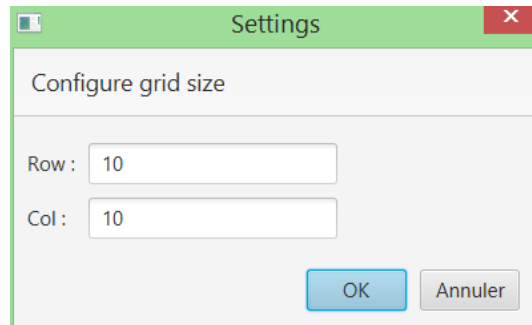 Settings
Configure grid size
Row : 10
Col : 10
OK Annuler